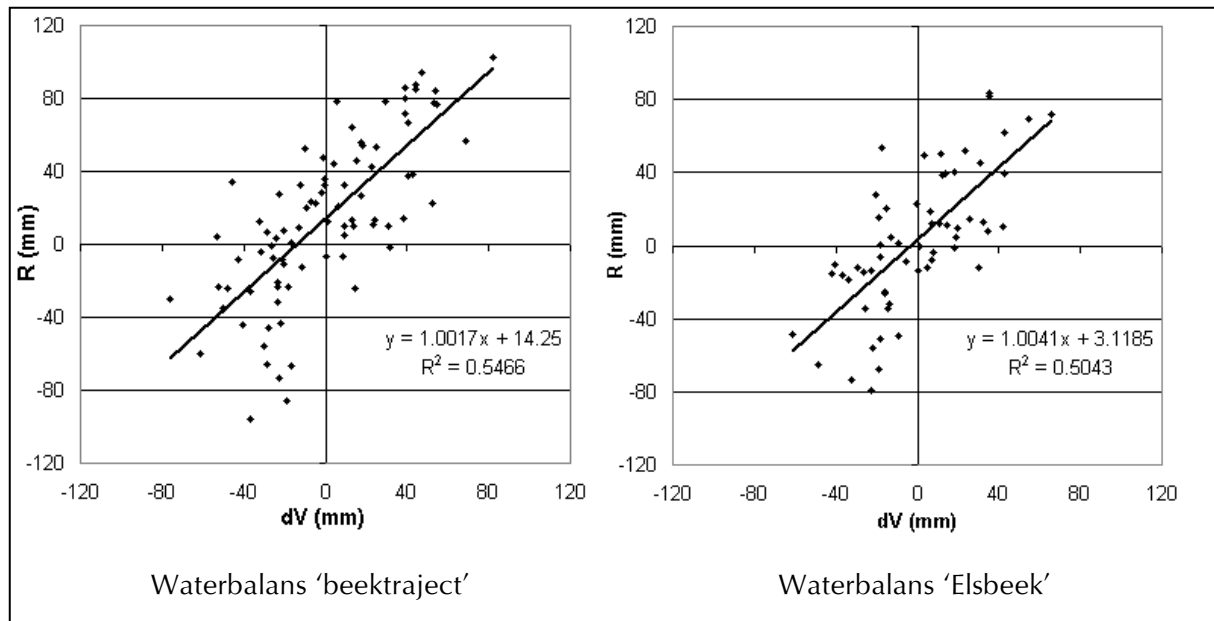 120
80
40
0
-40
-80
-120
R (mm)
y = 1.0017x + 14.25
R² = 0.5466
-120 -80 -40 0 40 80 120
dV (mm)
Waterbalans ‘beektraject’
120
80
40
0
-40
-80
-120
R (mm)
y = 1.0041x + 3.1185
R² = 0.5043
-120 -80 -40 0 40 80 120
dV (mm)
Waterbalans ‘Elsbeek’